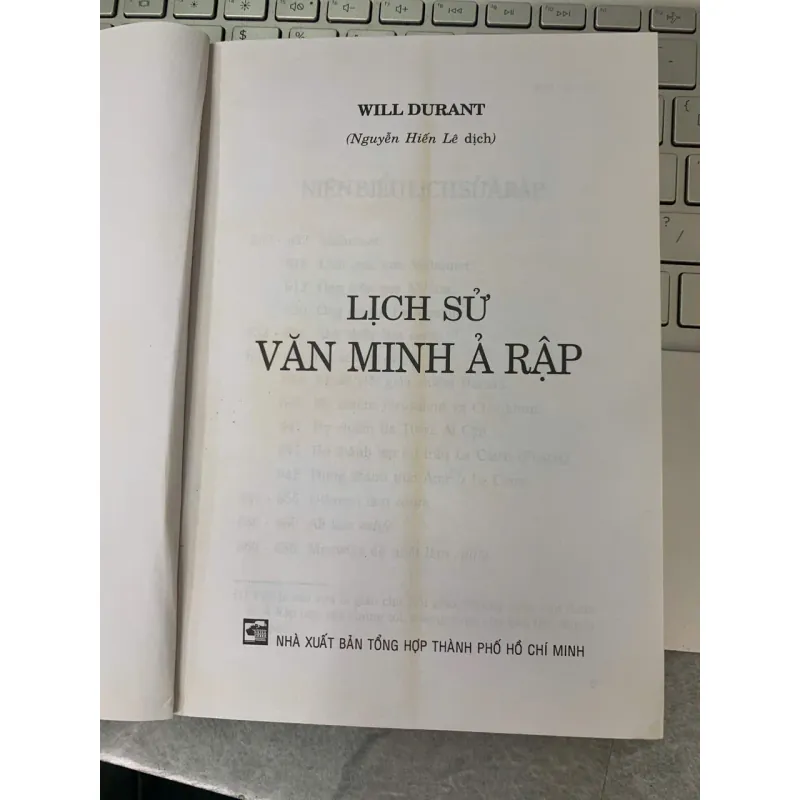 WILL DURANT
(Nguyễn Hiến Lê dịch)
LỊCH SỬ
VĂN MINH Ả RẬP
NHÀ XUẤT BẢN TỔNG HỢP THÀNH PHỐ HỒ CHÍ MINH